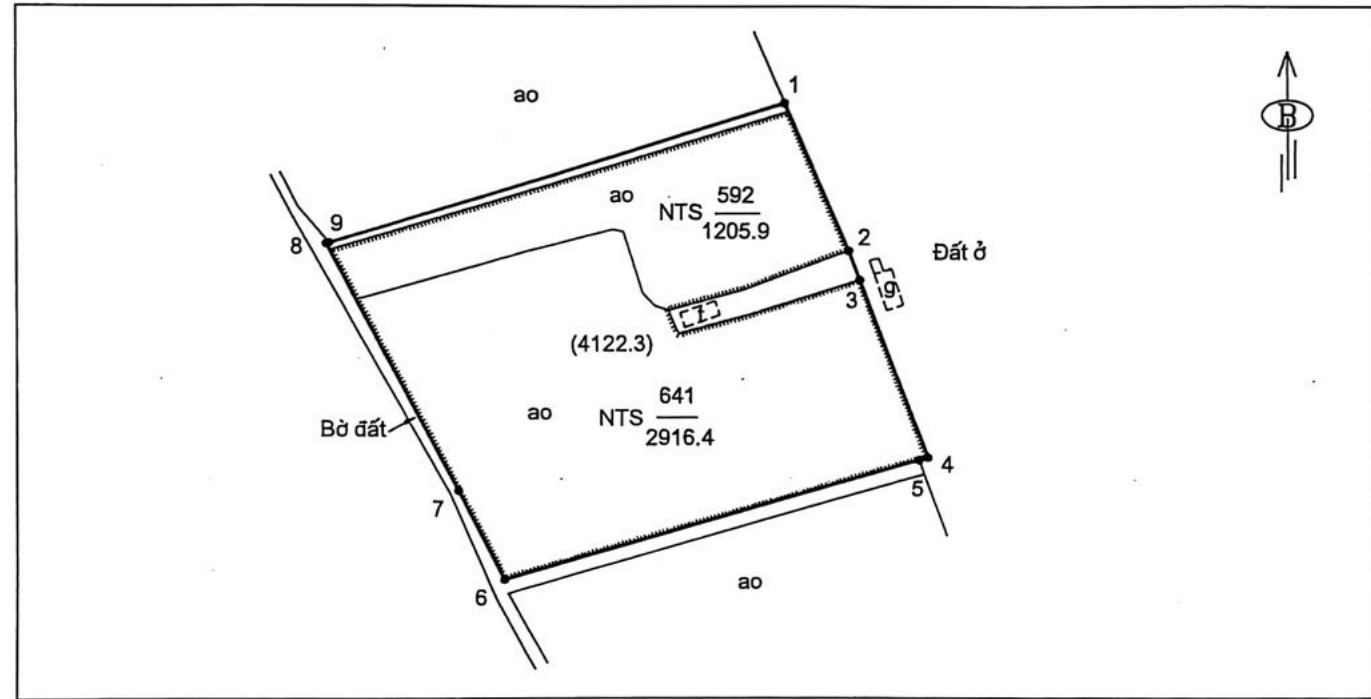 1
ao
B
ao
NTS 592
1205.9
9
8
2
Đất ở
3
g
(4122.3)
641
ao
NTS
2916.4
Bờ đất
4
5
7
6
ao